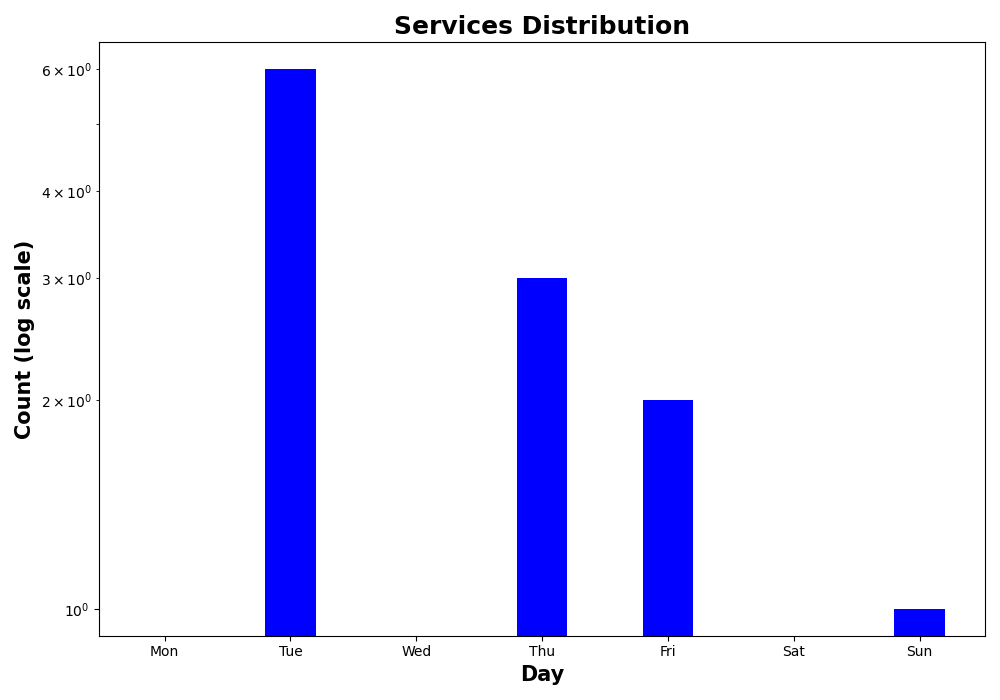 Services Distribution
Count (log scale)
6 × 10⁰
4 × 10⁰
3 × 10⁰
2 × 10⁰
10⁰
Mon Tue Wed Thu Fri Sat Sun
Day